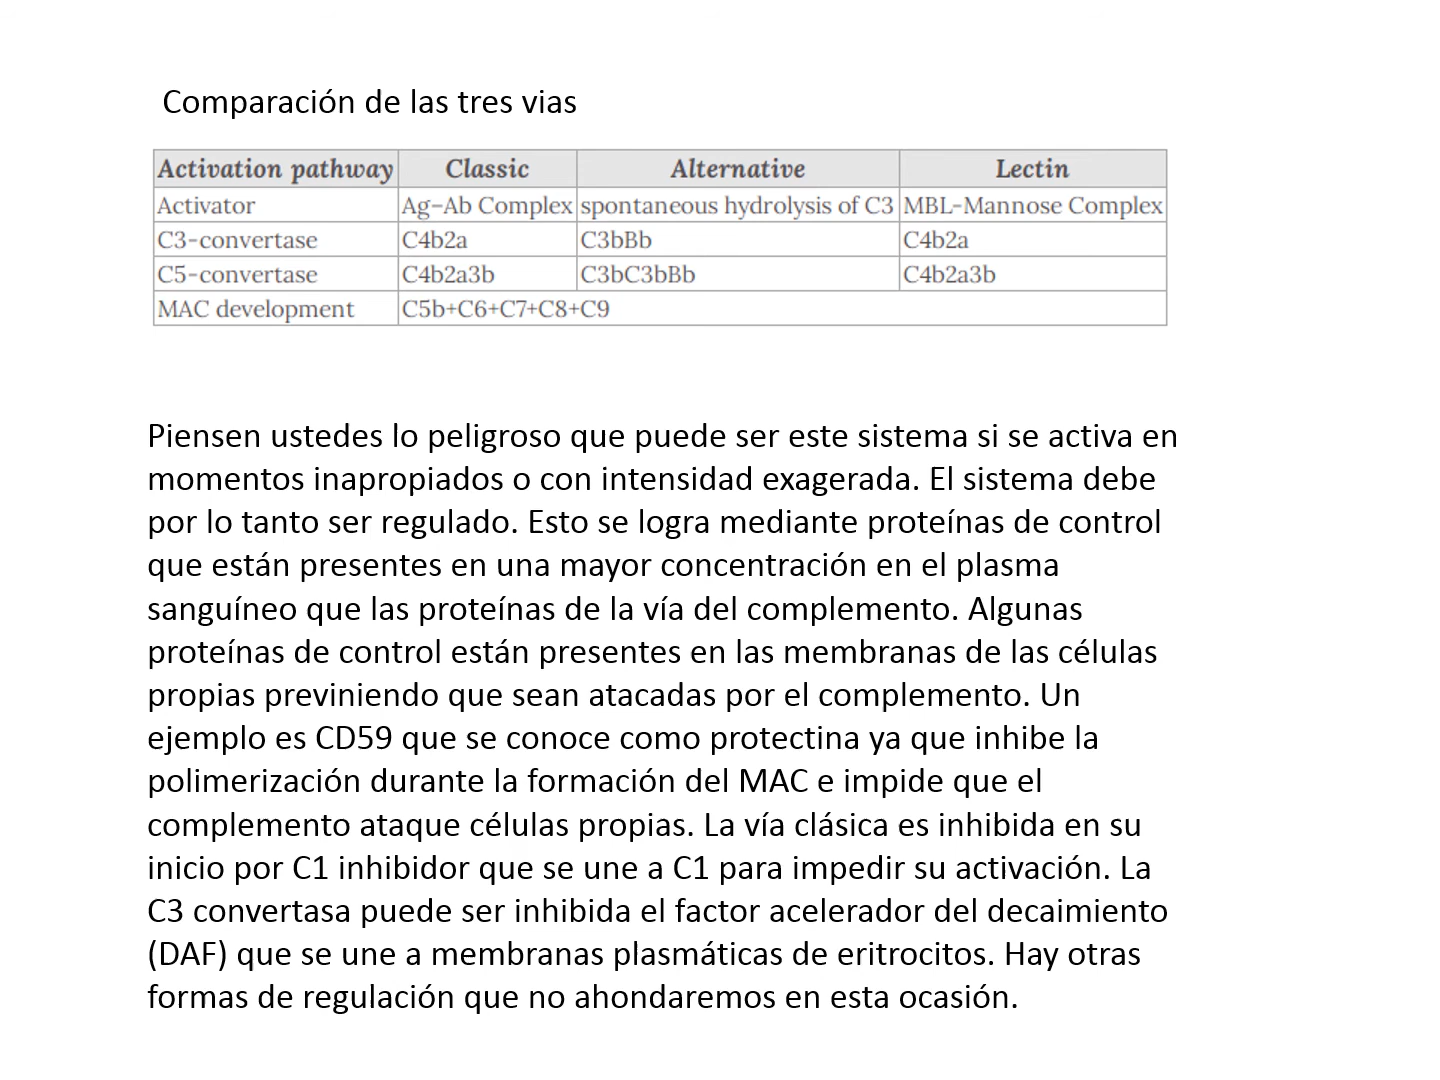 Comparación de las tres vias
Activation pathway Classic Alternative Lectin
Activator Ag–Ab Complex spontaneous hydrolysis of C3 MBL-Mannose Complex
C3-convertase C4b2a C3bBb C4b2a
C5-convertase C4b2a3b C3bC3bBb C4b2a3b
MAC development C5b+C6+C7+C8+C9
Piensen ustedes lo peligroso que puede ser este sistema si se activa en
momentos inapropiados o con intensidad exagerada. El sistema debe
por lo tanto ser regulado. Esto se logra mediante proteínas de control
que están presentes en una mayor concentración en el plasma
sanguíneo que las proteínas de la vía del complemento. Algunas
proteínas de control están presentes en las membranas de las células
propias previniendo que sean atacadas por el complemento. Un
ejemplo es CD59 que se conoce como protectina ya que inhibe la
polimerización durante la formación del MAC e impide que el
complemento ataque células propias. La vía clásica es inhibida en su
inicio por C1 inhibidor que se une a C1 para impedir su activación. La
C3 convertasa puede ser inhibida el factor acelerador del decaimiento
(DAF) que se une a membranas plasmáticas de eritrocitos. Hay otras
formas de regulación que no ahondaremos en esta ocasión.